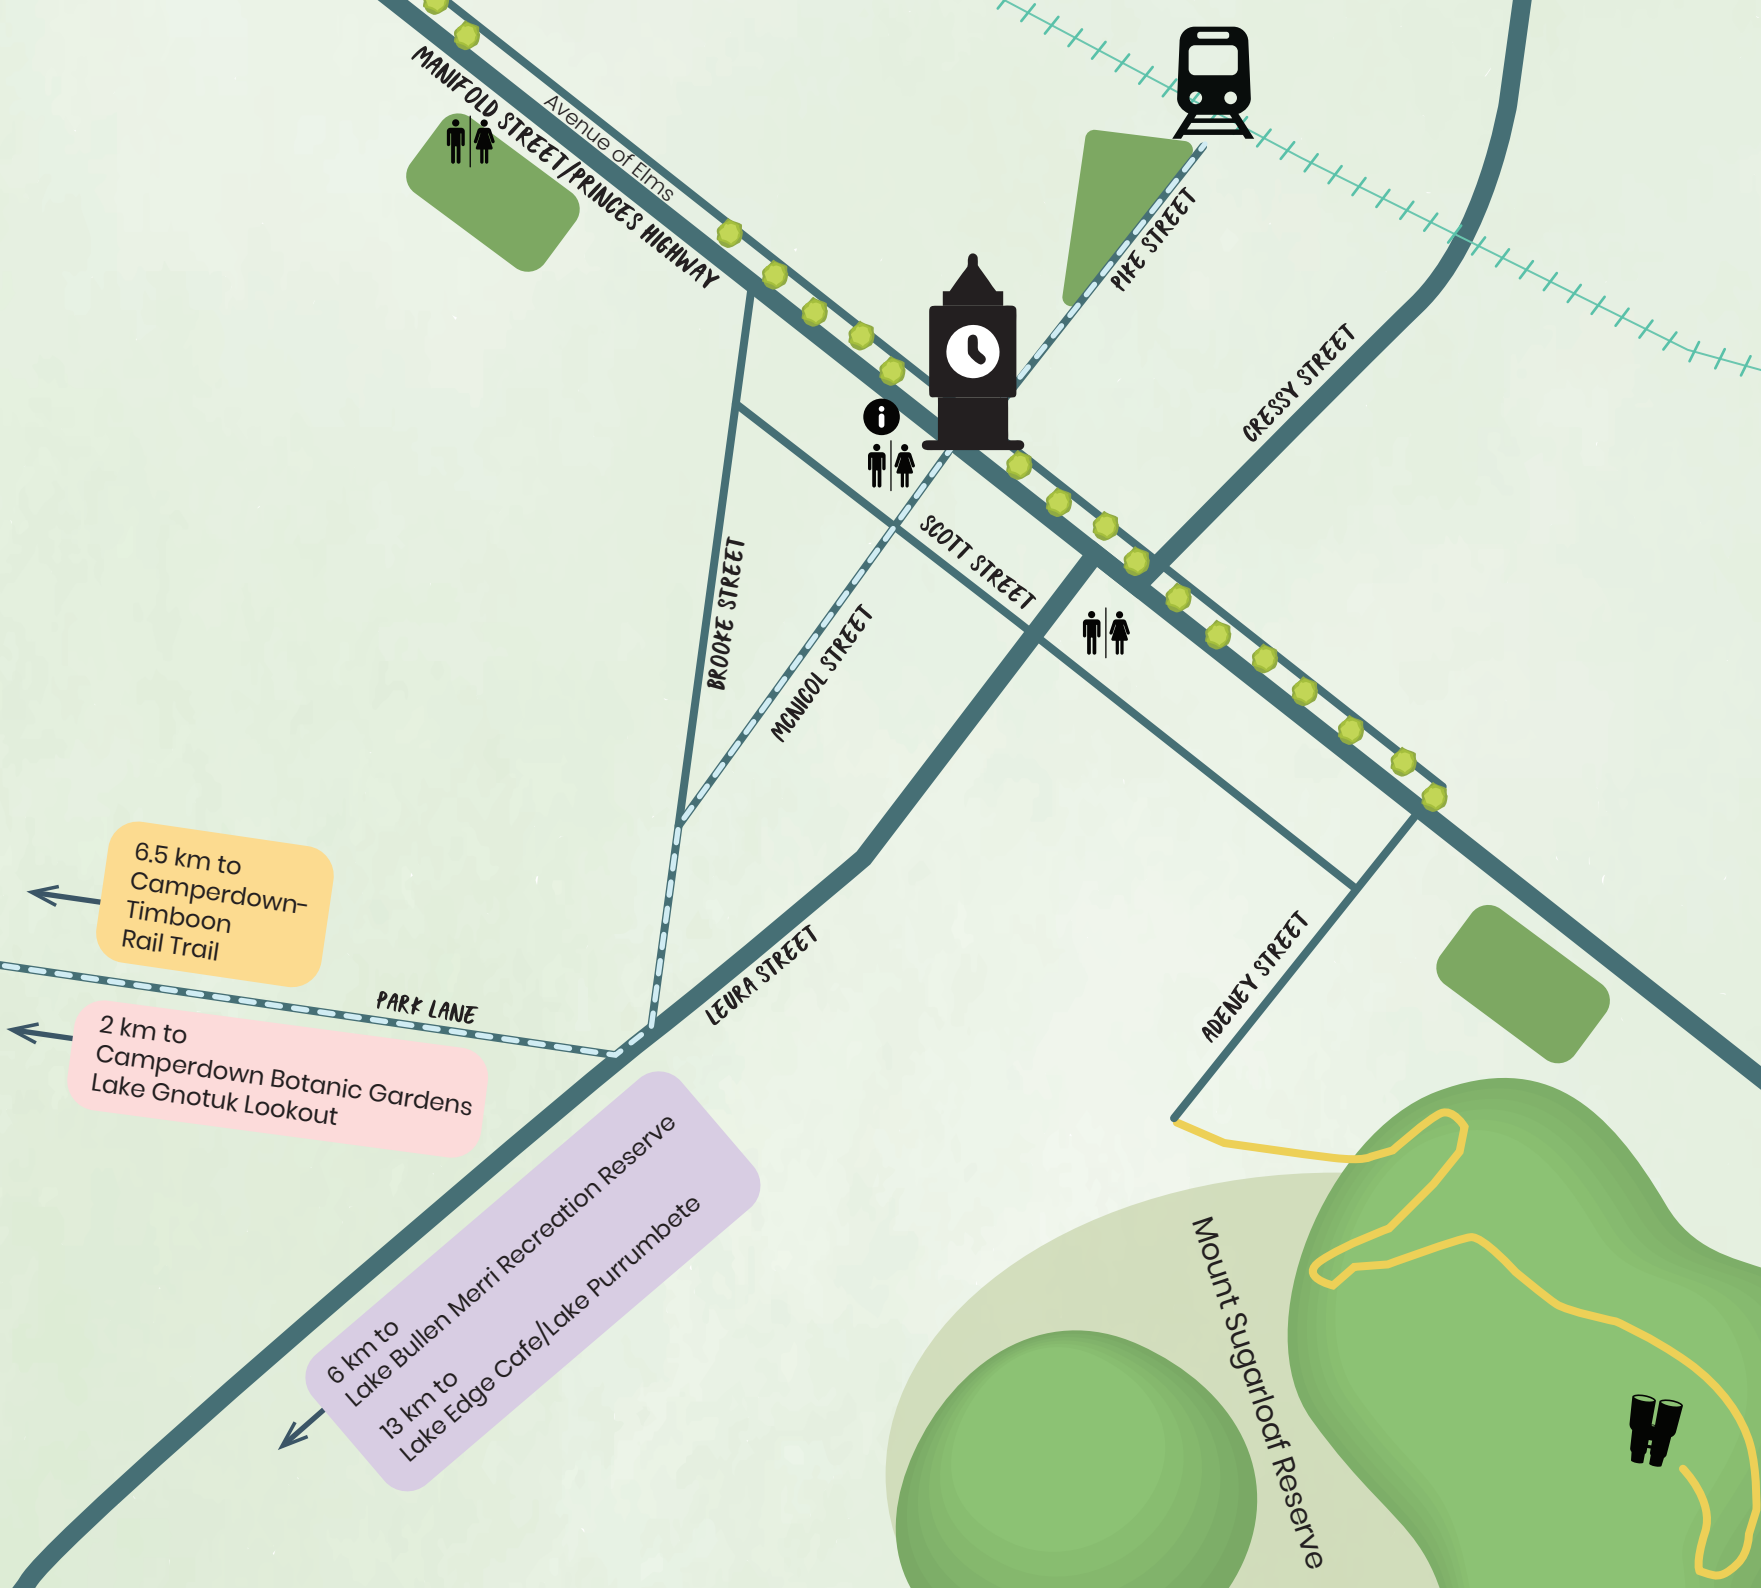 MANIFOLD STREET/PRINCES HIGHWAY
Avenue of Elms
PIKE STREET
CRESSY STREET
SCOTT STREET
BROOKE STREET
MCNICOL STREET
6.5 km to
Camperdown-
Timboon
Rail Trail
PARK LANE
LEURA STREET
ADENEY STREET
2 km to
Camperdown Botanic Gardens
Lake Gnotuk Lookout
6 km to
Lake Bullen Merri Recreation Reserve
13 km to
Lake Edge Cafe/Lake Purrumbete
Mount Sugarloaf Reserve